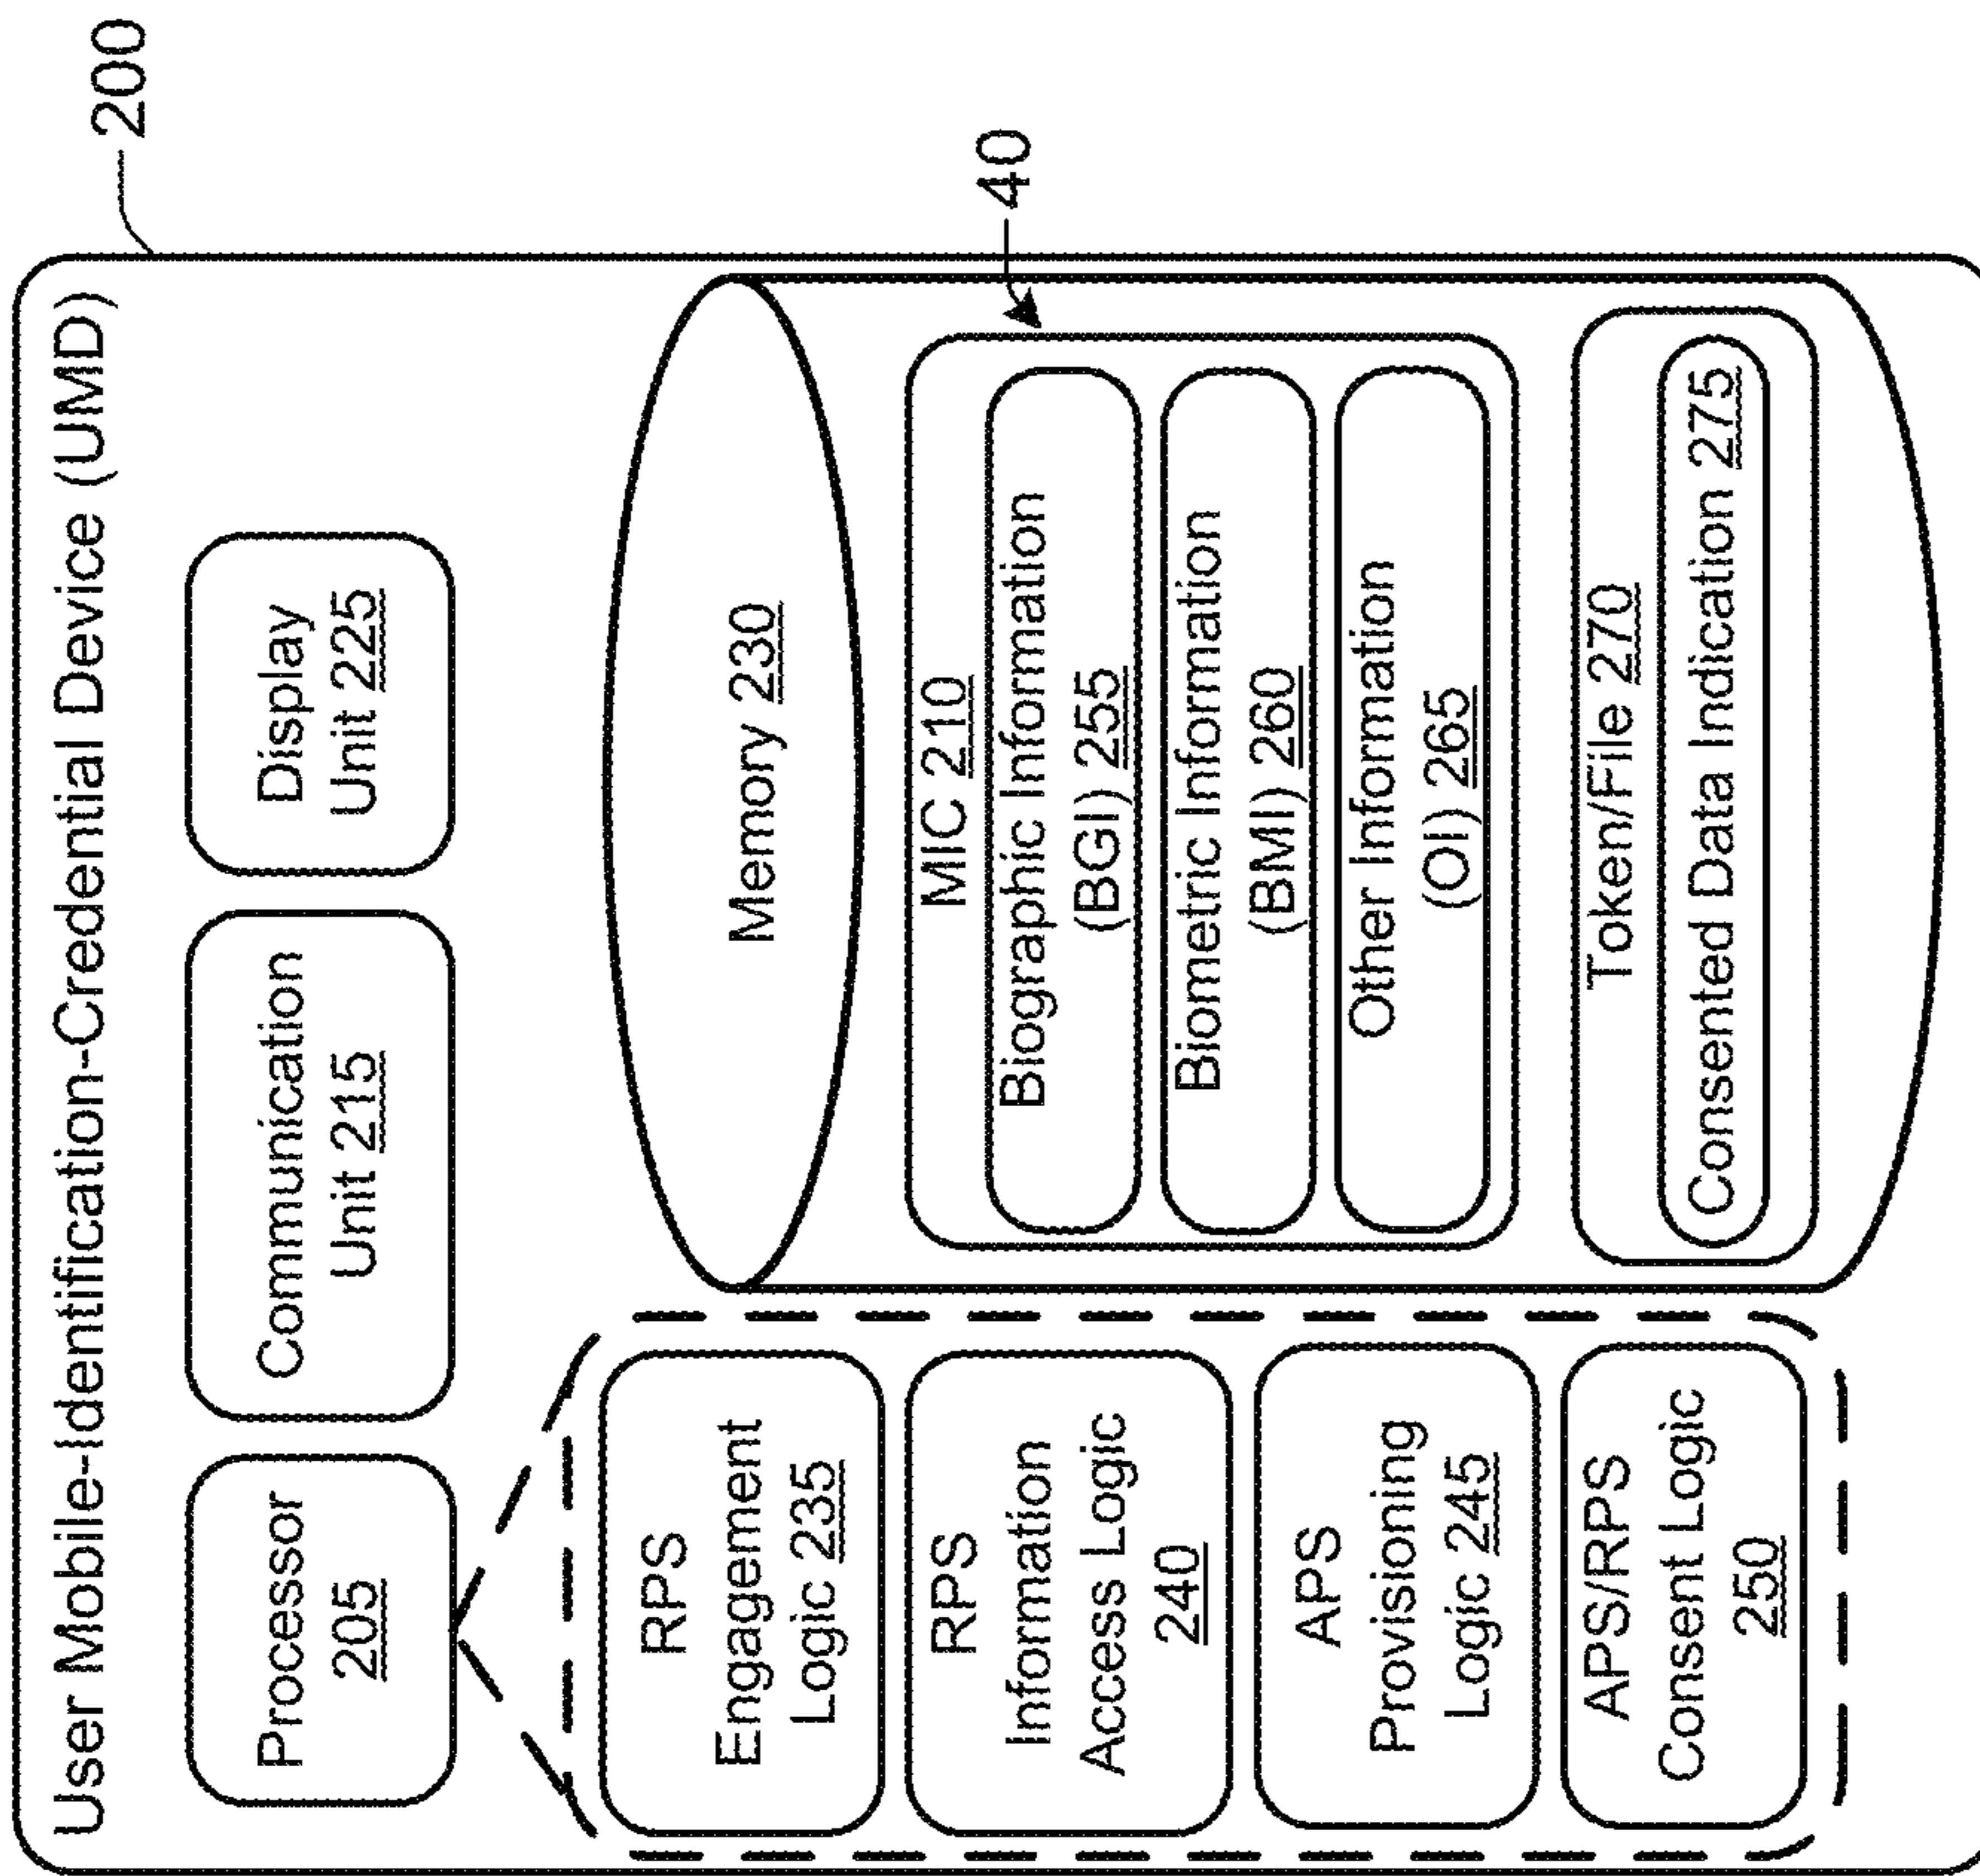 200
User Mobile-Identification-Credential Device (UMD)
Processor
205
Communication
Unit 215
Display
Unit 225
RPS
Engagement
Logic 235
RPS
Information
Access Logic
240
APS
Provisioning
Logic 245
APS/RPS
Consent Logic
250
Memory 230
40
MIC 210
Biographic Information
(BGI) 255
Biometric Information
(BMI) 260
Other Information
(OI) 265
Token/File 270
Consented Data Indication 275